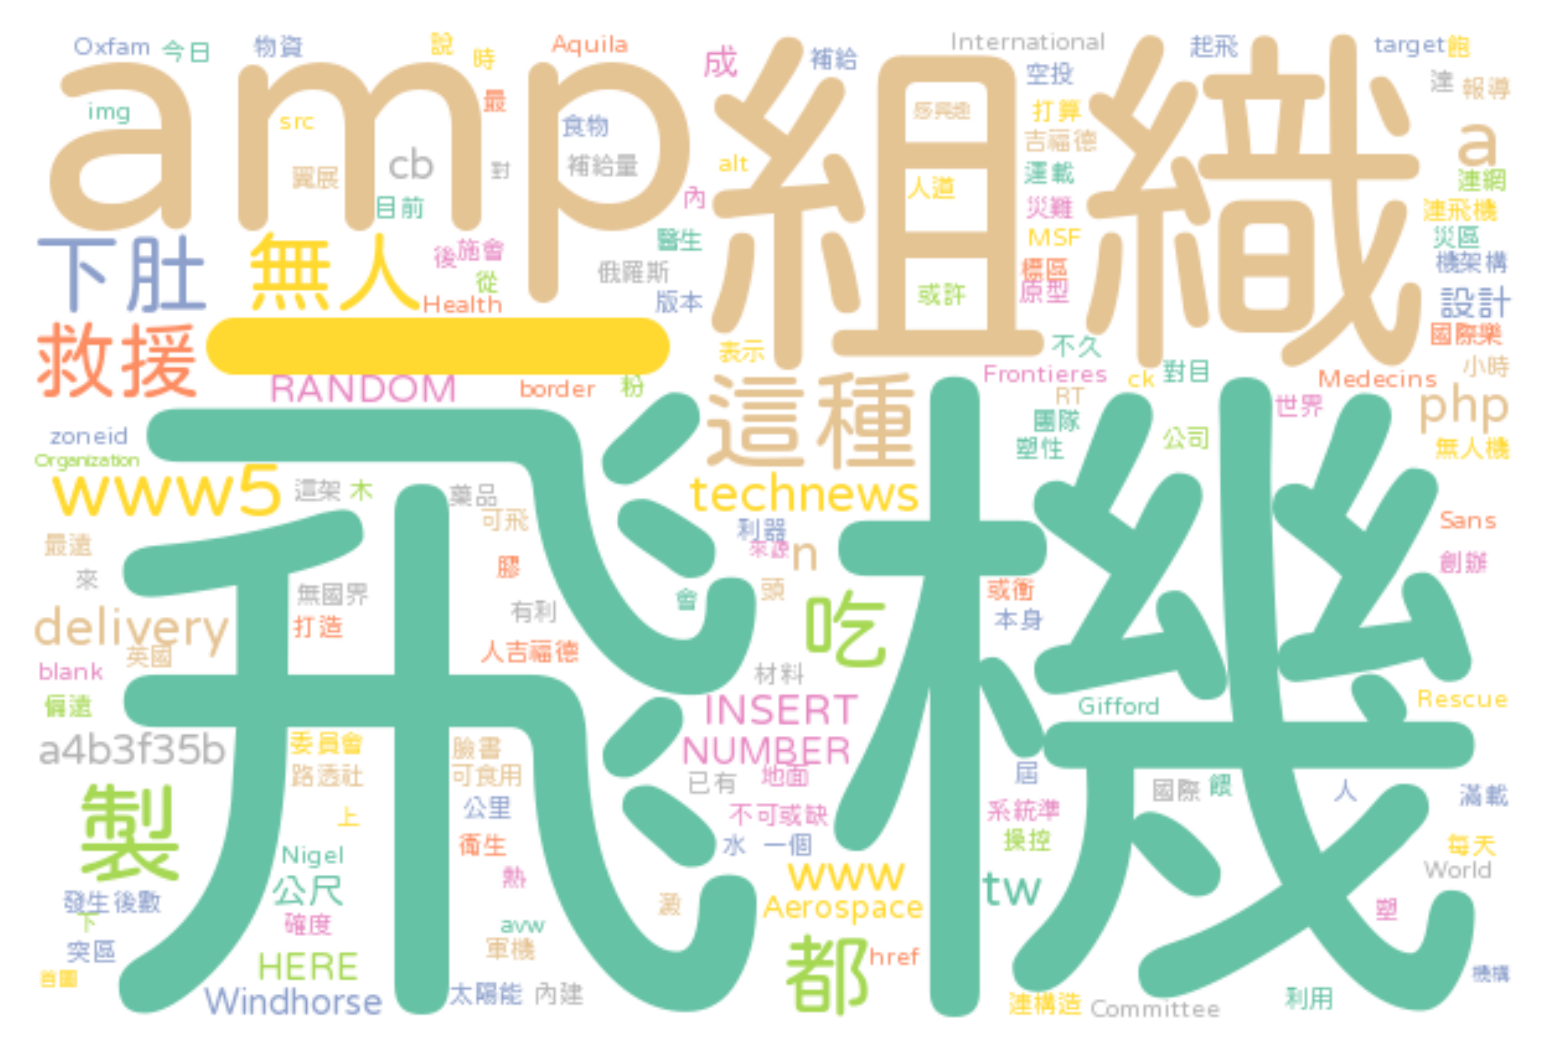 Oxfam
今日
物資
說
時
Aquila
成
補給
International
空投
起飛
target
飽
達
報導
amp
組織
img
src
最
食物
感興趣
打算
吉福德
a
連網
翼展
cb
對
補給量
alt
人道
運載
災難
目前
內
MSF
連飛機
災區
下肚
無人
後
施會
從
醫生
俄羅斯
標區
原型
或許
機架構
設計
Health
版本
救援
一
表示
不久
國際樂
小時
RANDOM
border
粉
這種
Frontieres
ck
對目
Medecins
RT
世界
php
zoneid
Organization
團隊
塑性
公司
無人機
飛機
www5
這架
木
藥品
technews
可飛
利器
來源
n
Sans
最遠
來
膠
頭
創辦
無國界
有利
會
吃
或衝
本身
delivery
打造
英國
人吉福德
blank
材料
偏遠
INSERT
Gifford
Rescue
a4b3f35b
委員會
臉書
NUMBER
路透社
可食用
已有
地面
屆
國際
餵
人
滿載
製
上
公里
不可或缺
系統準
操控
Nigel
衛生
水
一個
每天
World
公尺
熱
www
tw
發生後數
下
確度
avw
澱
Aerospace
塑
突區
HERE
軍機
都
href
首圖
機構
Windhorse
太陽能
內建
連構造
Committee
利用